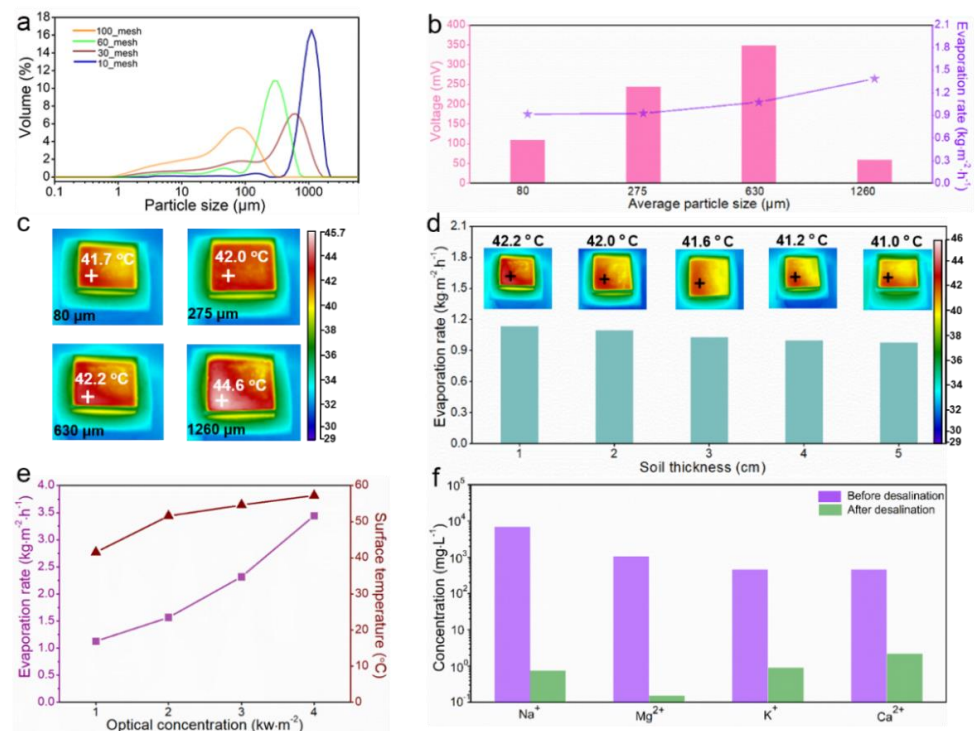 a
100_mesh
60_mesh
30_mesh
10_mesh
Volume (%)
18
16
14
12
10
8
6
4
2
0
0.1
1
10
100
1000
Particle size (µm)
b
Voltage (mV)
400
350
300
250
200
150
100
50
0
2.1
1.8
1.5
1.2
0.9
0.6
0.3
0.0
Evaporation rate (kg·m⁻²·h⁻¹)
80
275
630
1260
Average particle size (µm)
c
41.7 °C
80 µm
42.0 °C
275 µm
42.2 °C
630 µm
44.6 °C
1260 µm
45.7
44
42
40
39
37
35
34
32
30
29
d
Evaporation rate (kg·m⁻² h⁻¹)
2.1
1.8
1.5
1.2
0.9
0.6
0.3
0.0
42.2 ° C
42.0 ° C
41.6 °C
41.2 °C
41.0 °C
46
44
42
40
38
36
34
32
30
29
1
2
3
4
5
Soil thickness (cm)
e
Evaporation rate (kg·m⁻²·h⁻¹)
4.0
3.5
3.0
2.5
2.0
1.5
1.0
0.5
0.0
60
50
40
30
20
10
0
Surface temperature (°C)
1
2
3
4
Optical concentration (kw·m⁻²)
f
Before desalination
After desalination
Concentration (mg·L⁻¹)
10⁵
10⁴
10³
10²
10¹
10⁰
10⁻¹
Na⁺
Mg²⁺
K⁺
Ca²⁺